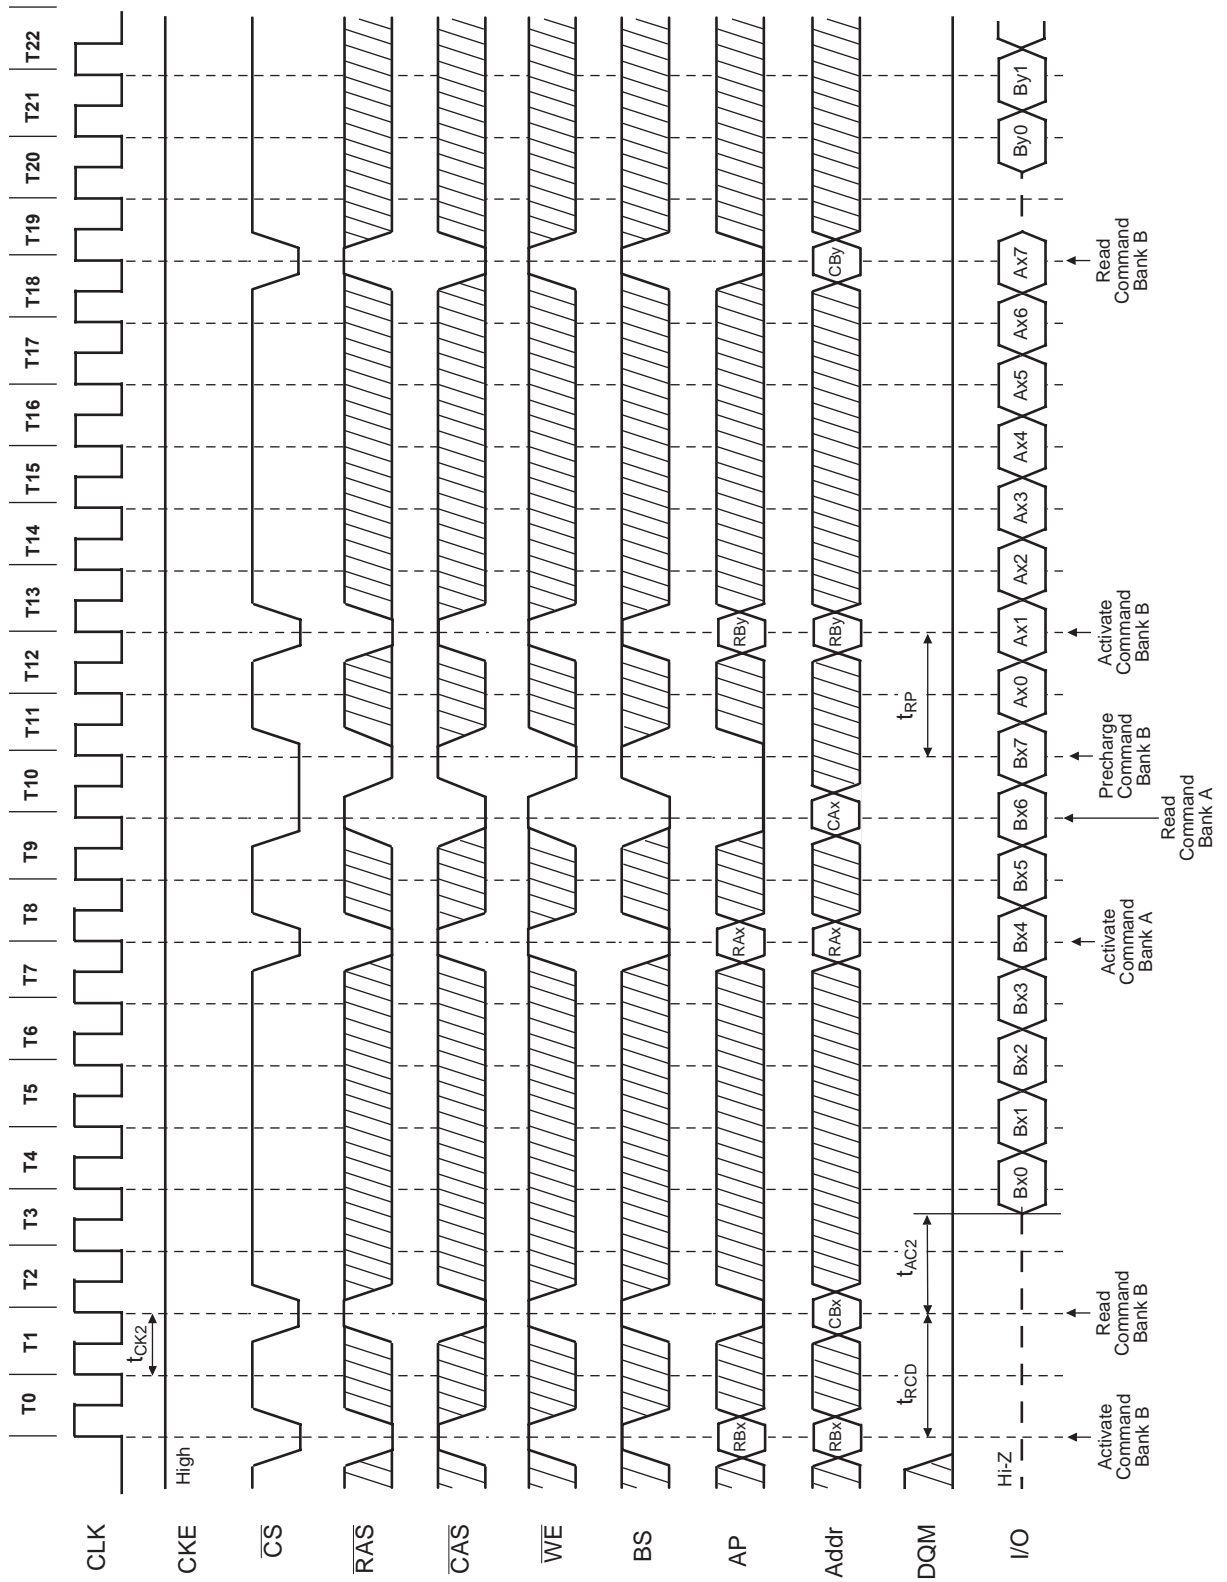 T0 T1 T2 T3 T4 T5 T6 T7 T8 T9 T10 T11 T12 T13 T14 T15 T16 T17 T18 T19 T20 T21 T22
CLK
tCK2
CKE
High
CS
RAS
CAS
WE
BS
AP
RBx RAx RBy
Addr
RBx CBx RAx CAx RBy CBy
DQM
tRCD tAC2 tRP
I/O
Hi-Z
Bx0 Bx1 Bx2 Bx3 Bx4 Bx5 Bx6 Bx7 Ax0 Ax1 Ax2 Ax3 Ax4 Ax5 Ax6 Ax7 By0 By1
Activate
Command
Bank B
Read
Command
Bank B
Activate
Command
Bank A
Read
Command
Bank A
Precharge
Command
Bank B
Activate
Command
Bank B
Read
Command
Bank B